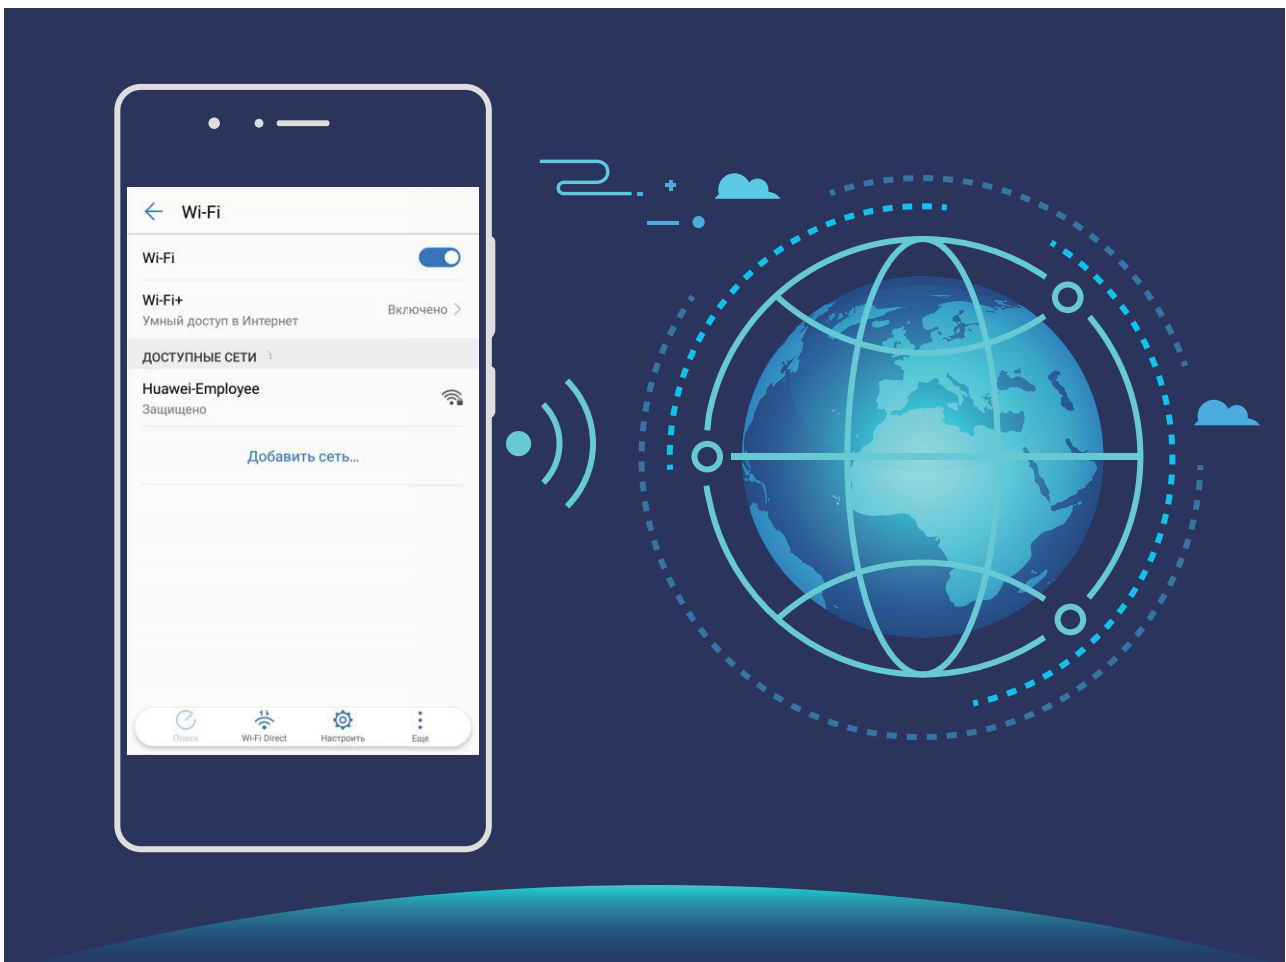 Wi-Fi
Wi-Fi
Wi-Fi+
Умный доступ в Интернет
Включено
ДОСТУПНЫЕ СЕТИ
Huawei-Employee
Защищено
Добавить сеть...
Поиск
Wi-Fi Direct
Настроить
Еще